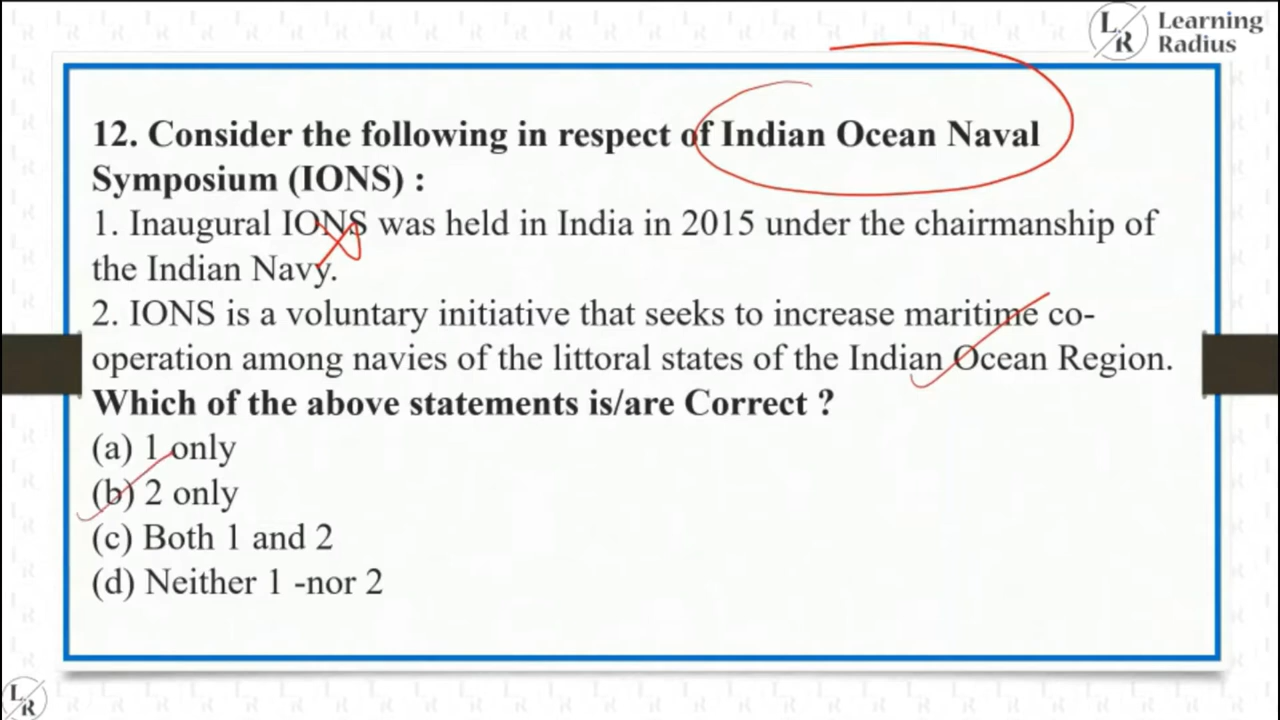 LR Learning
Radius
12. Consider the following in respect of Indian Ocean Naval
Symposium (IONS) :
1. Inaugural IONS was held in India in 2015 under the chairmanship of
the Indian Navy.
2. IONS is a voluntary initiative that seeks to increase maritime co-
operation among navies of the littoral states of the Indian Ocean Region.
Which of the above statements is/are Correct ?
(a) 1 only
(b) 2 only
(c) Both 1 and 2
(d) Neither 1 -nor 2
LR